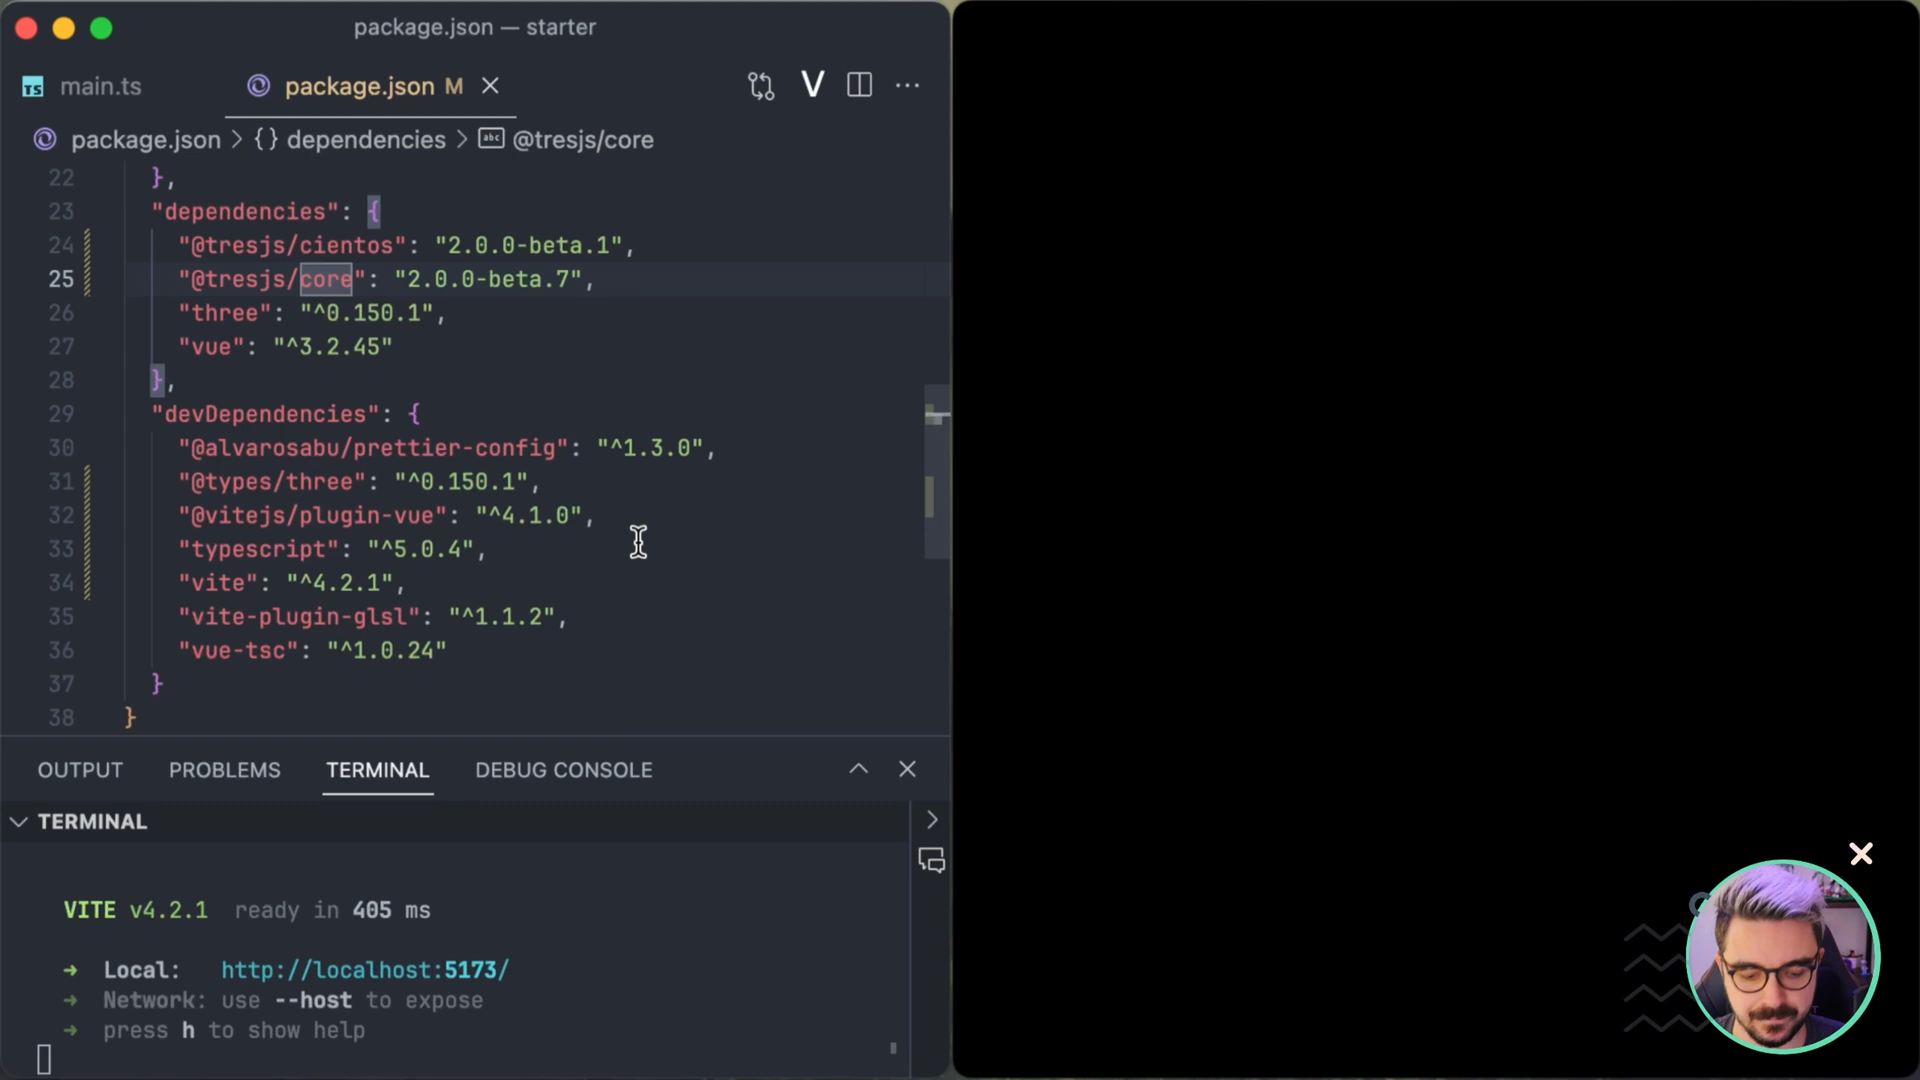 package.json — starter
TS main.ts
package.json M
V
package.json > {} dependencies > abc @tresjs/core
22 },
23 "dependencies": {
24 "@tresjs/cientos": "2.0.0-beta.1",
25 "@tresjs/core": "2.0.0-beta.7",
26 "three": "^0.150.1",
27 "vue": "^3.2.45"
28 },
29 "devDependencies": {
30 "@alvarosabu/prettier-config": "^1.3.0",
31 "@types/three": "^0.150.1",
32 "@vitejs/plugin-vue": "^4.1.0",
33 "typescript": "^5.0.4",
34 "vite": "^4.2.1",
35 "vite-plugin-glsl": "^1.1.2",
36 "vue-tsc": "^1.0.24"
37 }
38 }
OUTPUT PROBLEMS TERMINAL DEBUG CONSOLE
TERMINAL
VITE v4.2.1 ready in 405 ms
➜ Local: http://localhost:5173/
➜ Network: use --host to expose
➜ press h to show help